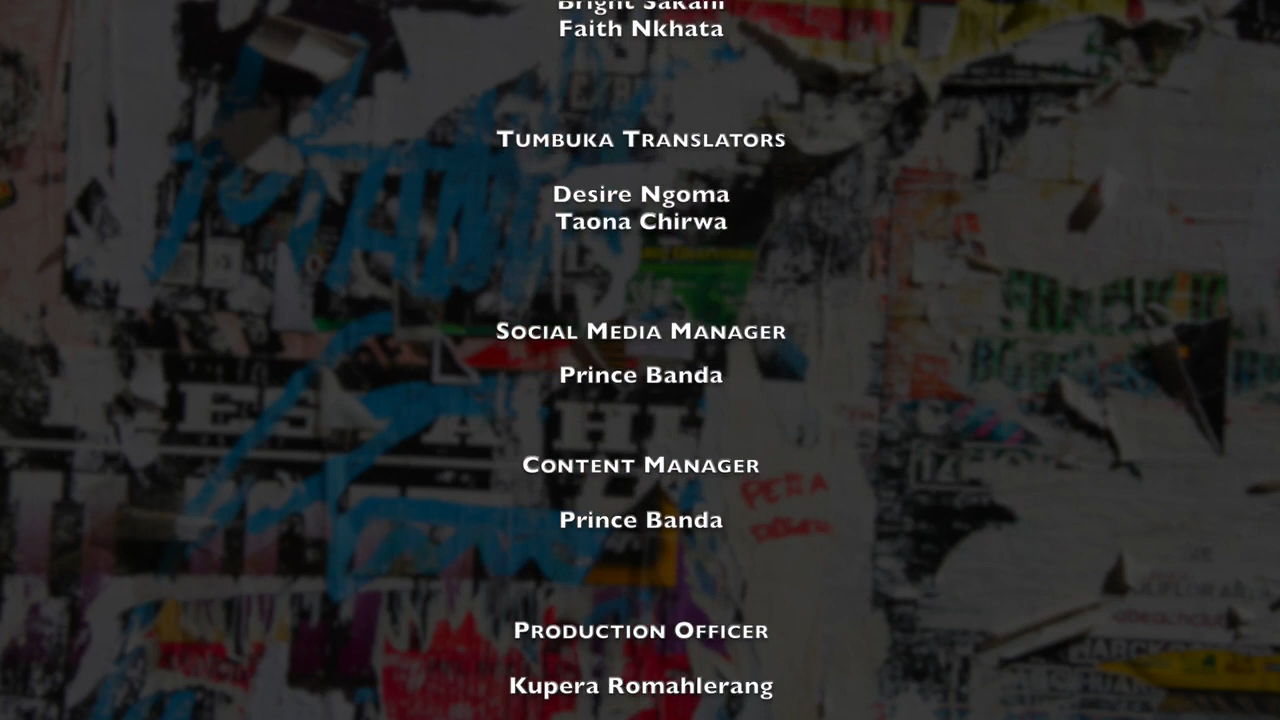 Bright Sakani
Faith Nkhata
TUMBUKA TRANSLATORS
Desire Ngoma
Taona Chirwa
SOCIAL MEDIA MANAGER
Prince Banda
CONTENT MANAGER
Prince Banda
PRODUCTION OFFICER
Kupera Romahlerang